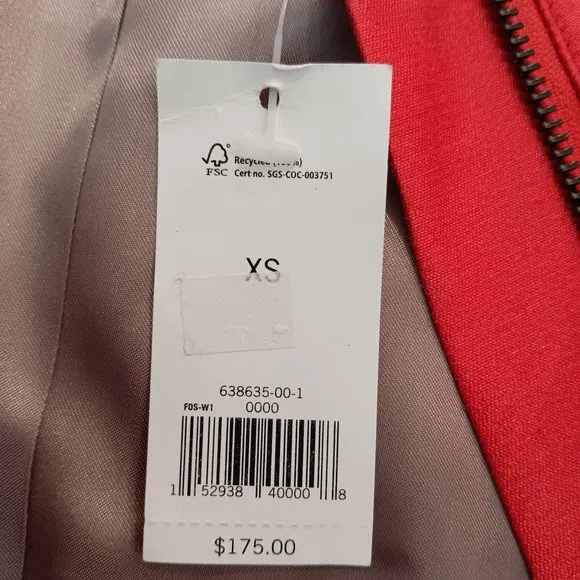 FSC
Recycled
Cert no. SGS-COC-003751
XS
638635-00-1
FDS-W1 0000
1 52938 40000 8
$175.00